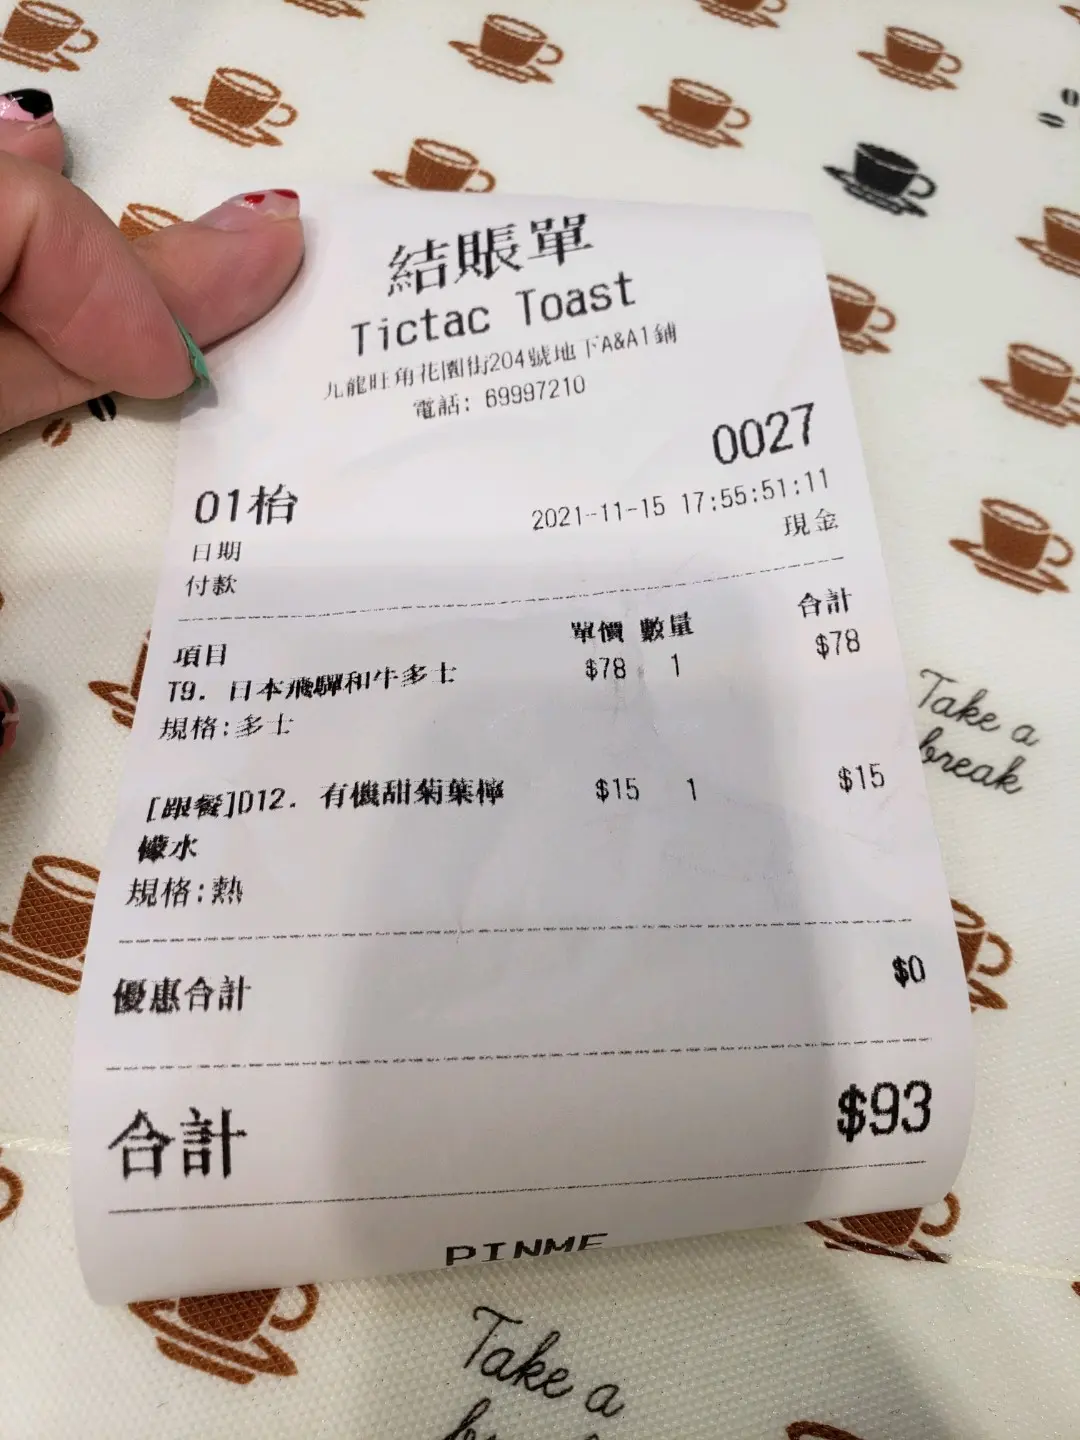 結賬單
Tictac Toast
九龍旺角花園街204號地下A&A1鋪
電話: 69997210
0027
01枱
日期 2021-11-15 17:55:51:11
付款 現金
項目 單價 數量 合計
T9. 日本飛驒和牛多士 $78 1 $78
規格:多士
[跟餐]D12. 有機甜菊葉檸 $15 1 $15
檬水
規格:熱
優惠合計 $0
合計 $93
PINME
Take a
break
Take a